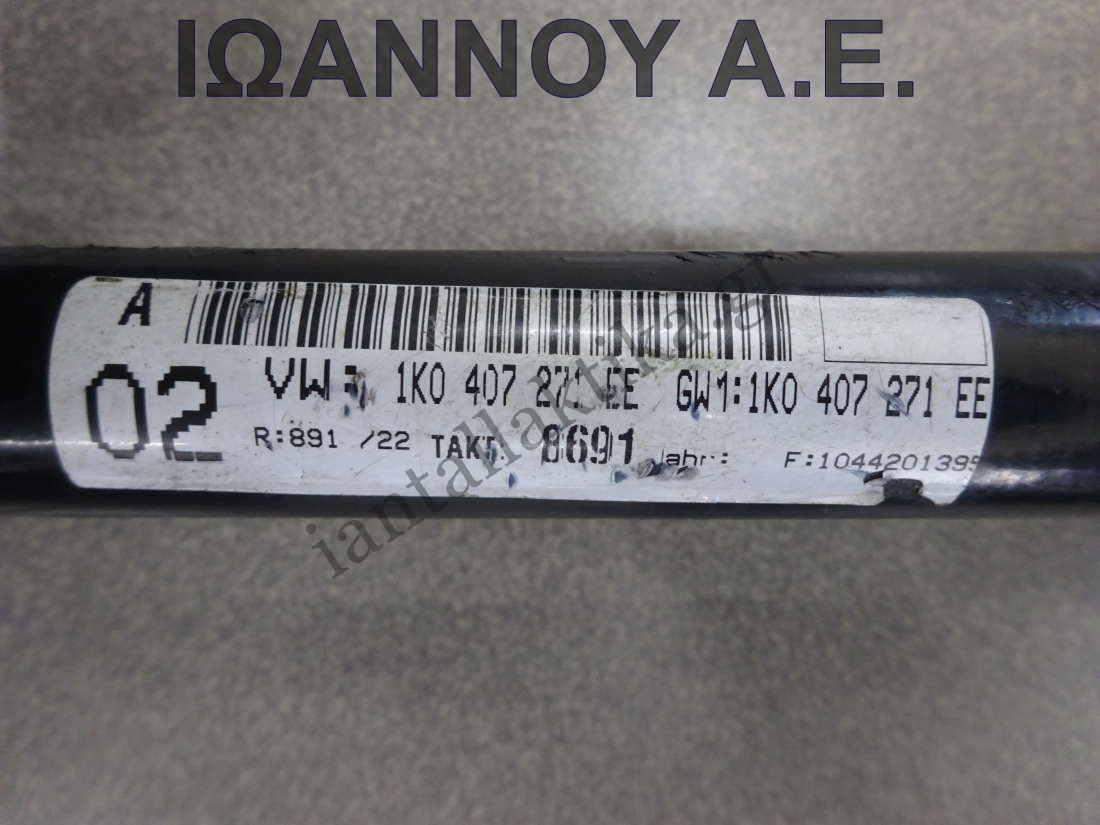 ΙΩΑΝΝΟΥ Α.Ε.
A
02
VW: 1K0 407 271 EE GW1:1K0 407 271 EE
R:891 /22 TAKT. 8691 Jahr: F:1044201395
iantallaktika.gr